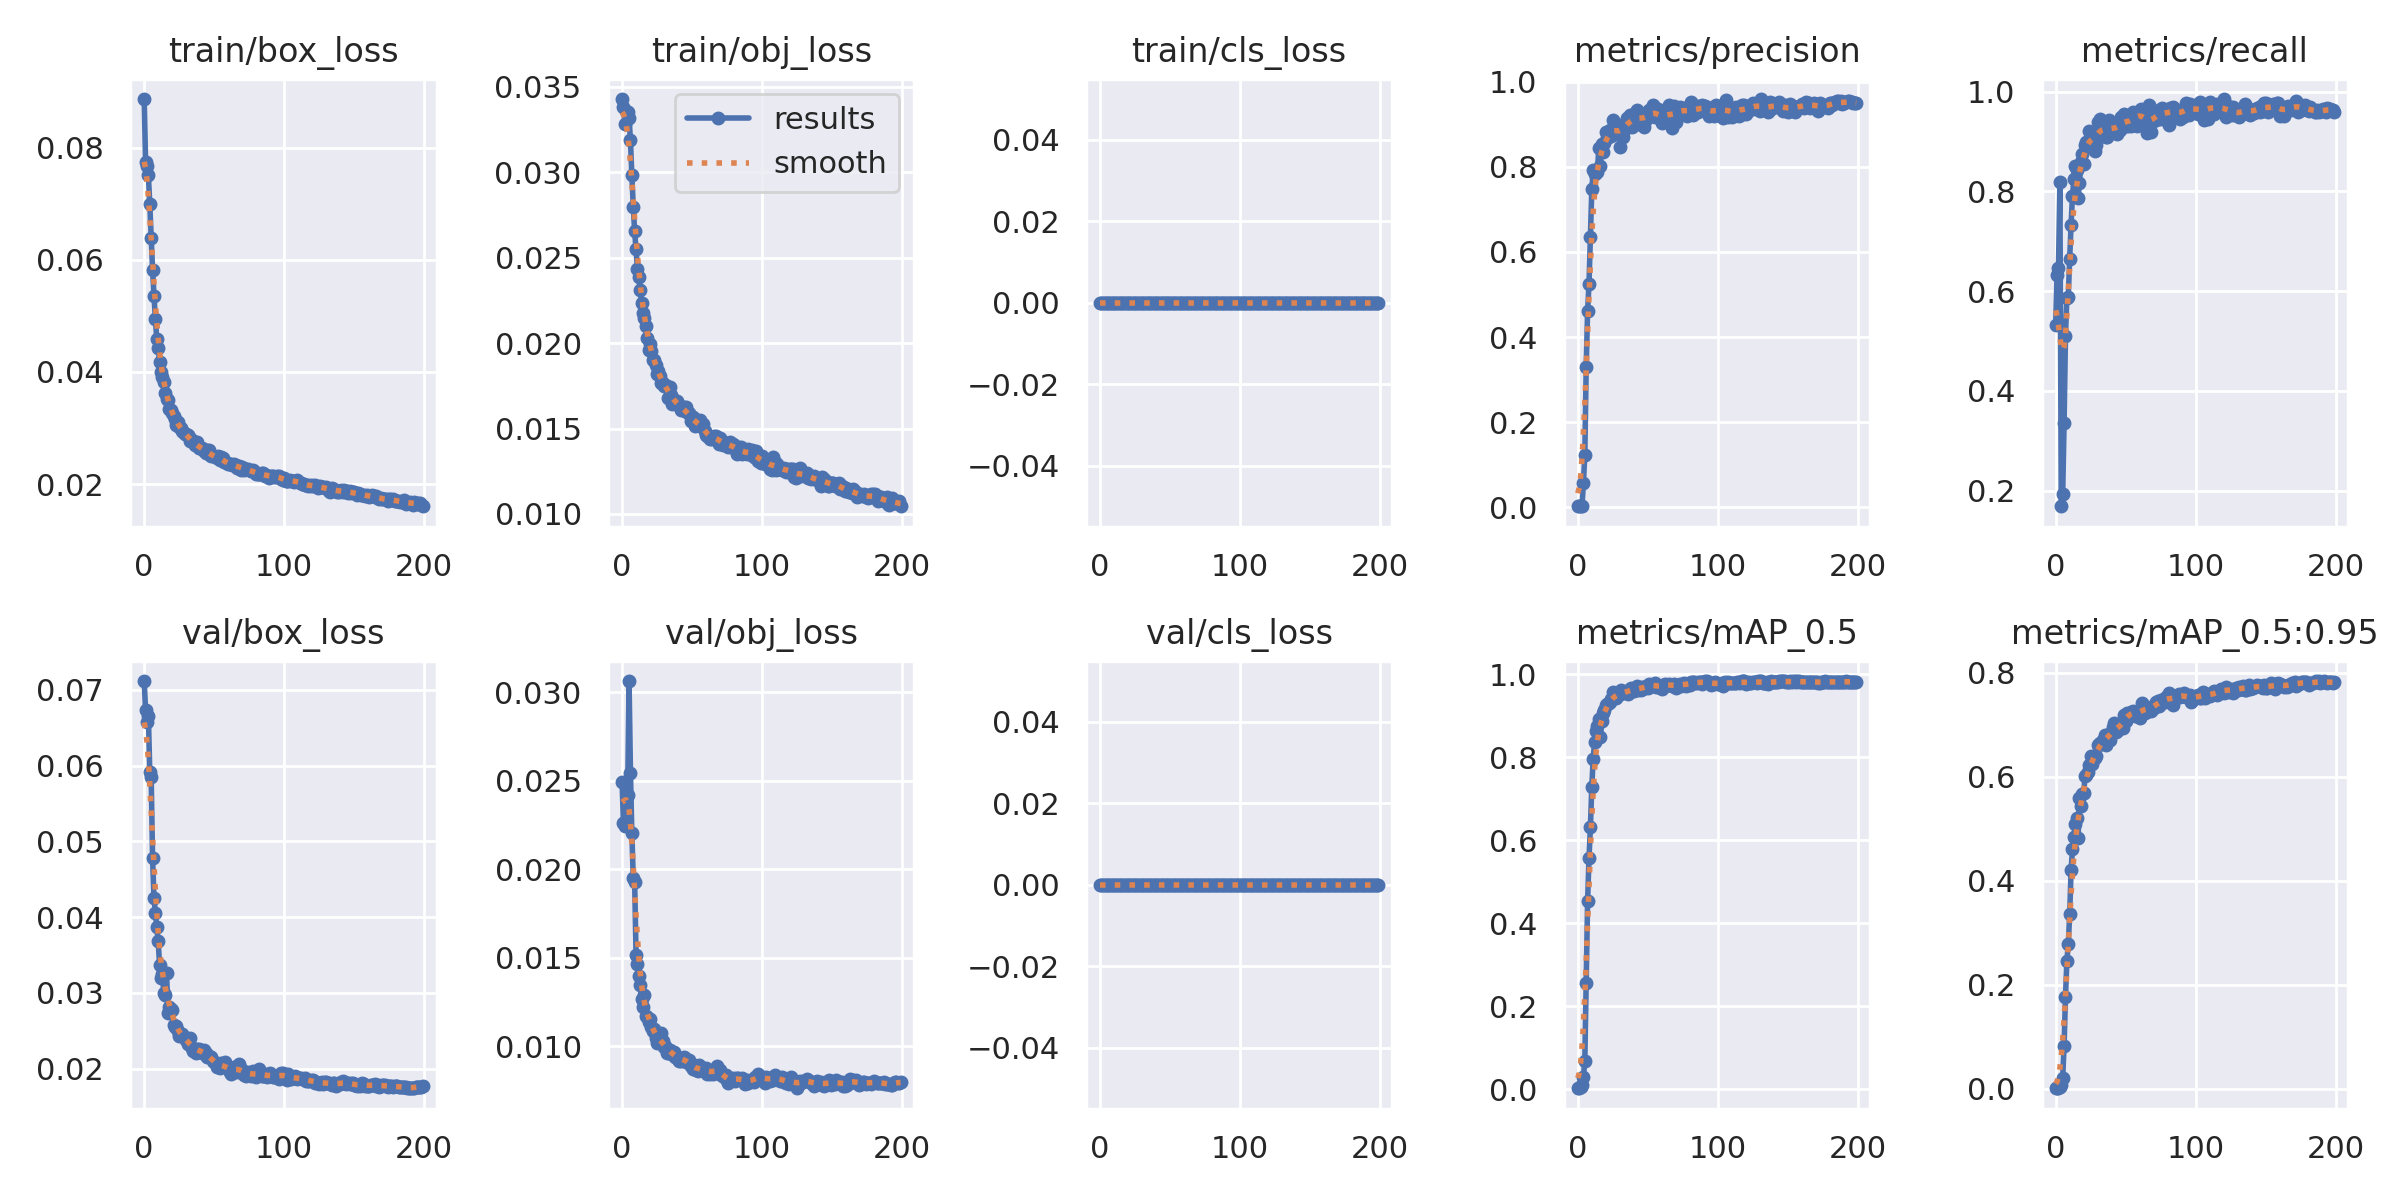 train/box_loss
0.08
0.06
0.04
0.02
0 100 200
train/obj_loss
results
smooth
0.035
0.030
0.025
0.020
0.015
0.010
0 100 200
train/cls_loss
0.04
0.02
0.00
−0.02
−0.04
0 100 200
metrics/precision
1.0
0.8
0.6
0.4
0.2
0.0
0 100 200
metrics/recall
1.0
0.8
0.6
0.4
0.2
0 100 200
val/box_loss
0.07
0.06
0.05
0.04
0.03
0.02
0 100 200
val/obj_loss
0.030
0.025
0.020
0.015
0.010
0 100 200
val/cls_loss
0.04
0.02
0.00
−0.02
−0.04
0 100 200
metrics/mAP_0.5
1.0
0.8
0.6
0.4
0.2
0.0
0 100 200
metrics/mAP_0.5:0.95
0.8
0.6
0.4
0.2
0.0
0 100 200